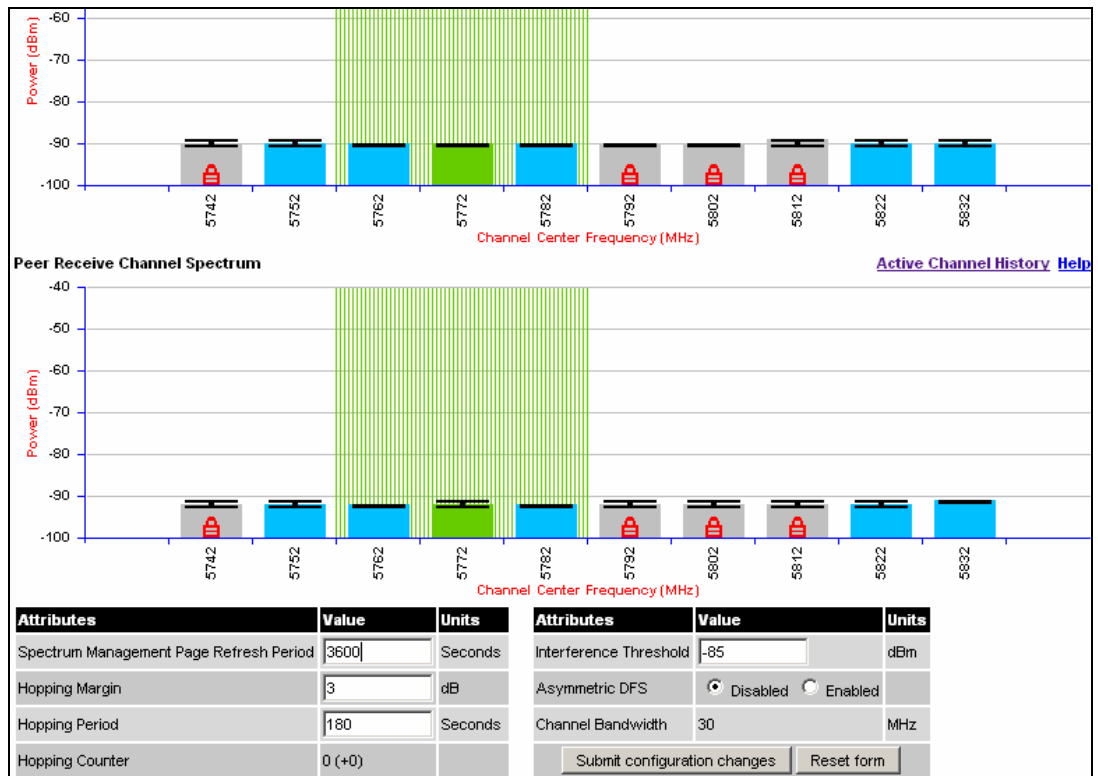 -60
-70
-80
-90
-100
Power (dBm)
5742 5752 5762 5772 5782 5792 5802 5812 5822 5832
Channel Center Frequency (MHz)
Peer Receive Channel Spectrum Active Channel History Help
-40
-50
-60
-70
-80
-90
-100
Power (dBm)
5742 5752 5762 5772 5782 5792 5802 5812 5822 5832
Channel Center Frequency (MHz)
Attributes Value Units Attributes Value Units
Spectrum Management Page Refresh Period 3600 Seconds Interference Threshold -85 dBm
Hopping Margin 3 dB Asymmetric DFS Disabled Enabled
Hopping Period 180 Seconds Channel Bandwidth 30 MHz
Hopping Counter 0 (+0) Submit configuration changes Reset form